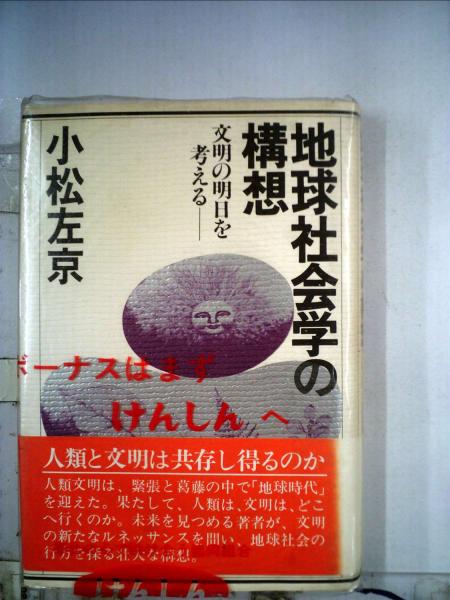 地球社会学の
構想
文明の明日を
考える——
小松左京
ボーナスはまず
けんしんへ
人類と文明は共存し得るのか
人類文明は、緊張と葛藤の中で「地球時代」
を迎えた。果たして、人類は、文明は、どこ
へ行くのか。未来を見つめる著者が、文明
の新たなルネッサンスを問い、地球社会の
行方を探る壮大な構想。
けんしん